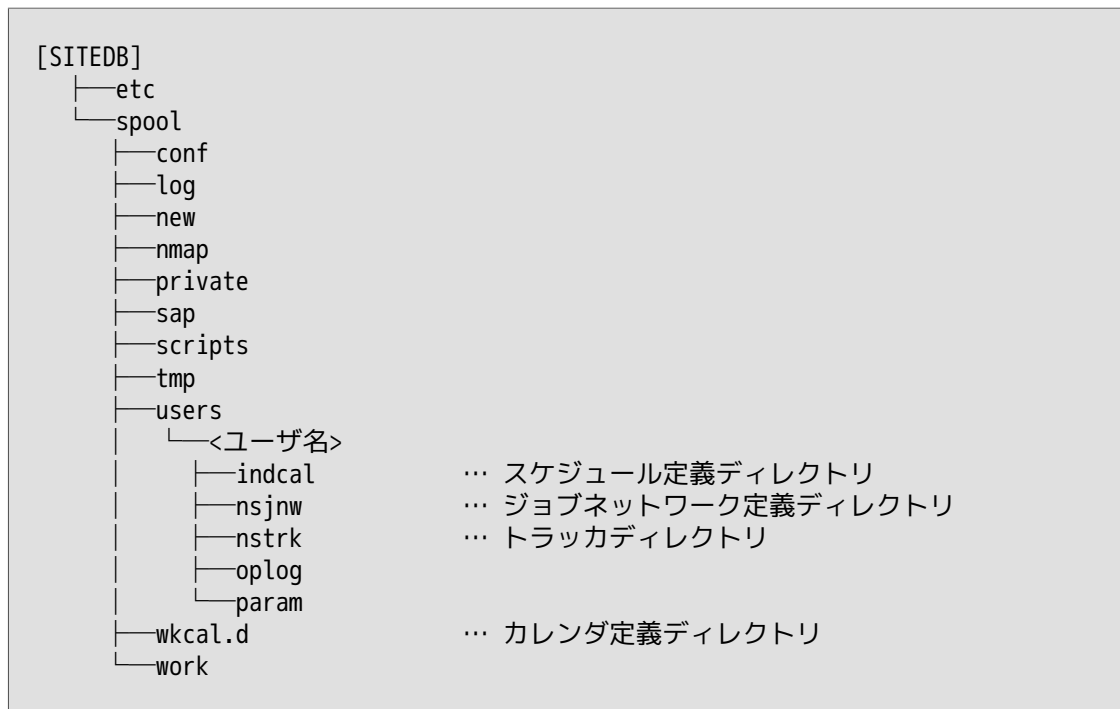 [SITEDB]
├──etc
└──spool
├──conf
├──log
├──new
├──nmap
├──private
├──sap
├──scripts
├──tmp
├──users
│ └──<ユーザ名>
│ ├──indcal … スケジュール定義ディレクトリ
│ ├──nsjnw … ジョブネットワーク定義ディレクトリ
│ ├──nstrk … トラッカディレクトリ
│ ├──oplog
│ └──param
├──wkcal.d … カレンダ定義ディレクトリ
└──work